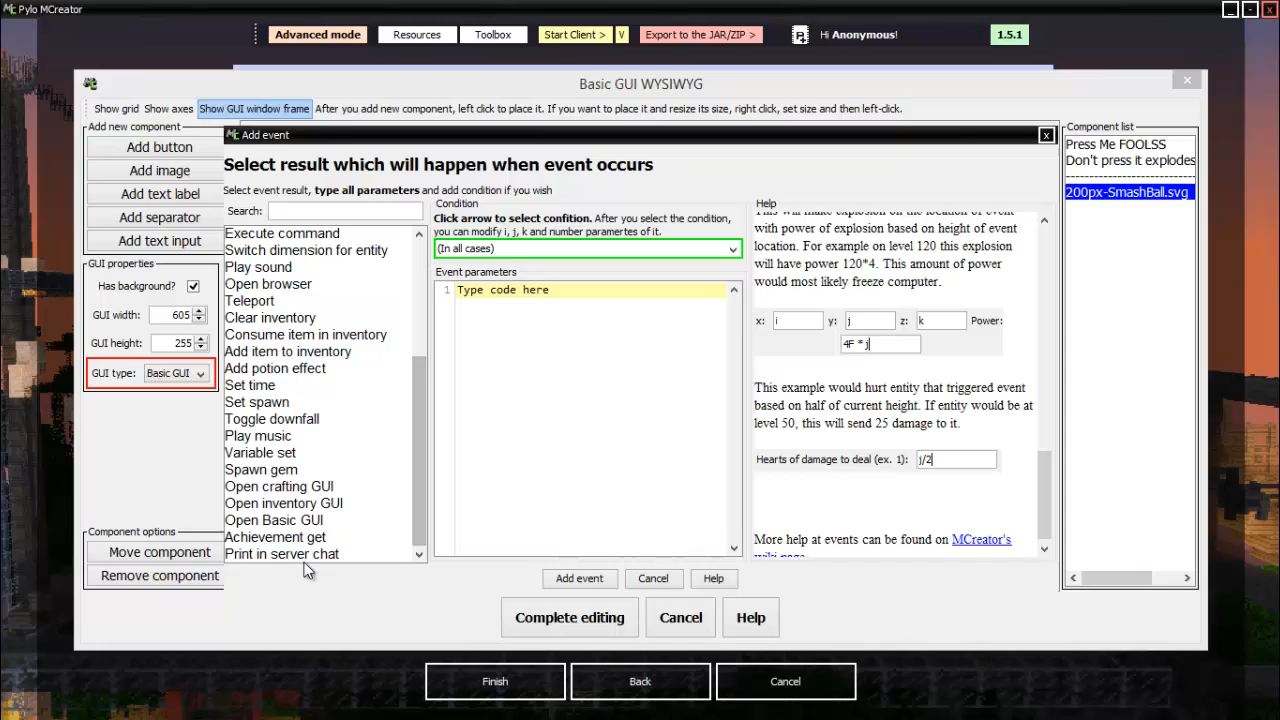 Pylo MCreator
Advanced mode
Resources
Toolbox
Start Client >
V
Export to the JAR/ZIP >
Hi Anonymous!
1.5.1
Basic GUI WYSIWYG
Show grid
Show axes
Show GUI window frame
After you add new component, left click to place it. If you want to place it and resize its size, right click, set size and then left-click.
Add new component
Add button
Add image
Add text label
Add separator
Add text input
GUI properties
Has background?
GUI width: 605
GUI height: 255
GUI type: Basic GUI
Component options
Move component
Remove component
Add event
Select result which will happen when event occurs
Select event result, type all parameters and add condition if you wish
Search:
Execute command
Switch dimension for entity
Play sound
Open browser
Teleport
Clear inventory
Consume item in inventory
Add item to inventory
Add potion effect
Set time
Set spawn
Toggle downfall
Play music
Variable set
Spawn gem
Open crafting GUI
Open inventory GUI
Open Basic GUI
Achievement get
Print in server chat
Condition
Click arrow to select confition. After you select the condition,
you can modify i, j, k and number paramertes of it.
(In all cases)
Event parameters
1 Type code here
Help
This will make explosion on the location of event
with power of explosion based on height of event
location. For example on level 120 this explosion
will have power 120*4. This amount of power
would most likely freeze computer.
x: i y: j z: k Power:
4F *j
This example would hurt entity that triggered event
based on half of current height. If entity would be at
level 50, this will send 25 damage to it.
Hearts of damage to deal (ex. 1): j/2
More help at events can be found on MCreator's
wiki page
Add event
Cancel
Help
Complete editing
Cancel
Help
Component list
Press Me FOOLSS
Don't press it explodes
200px-SmashBall.svg
Finish
Back
Cancel